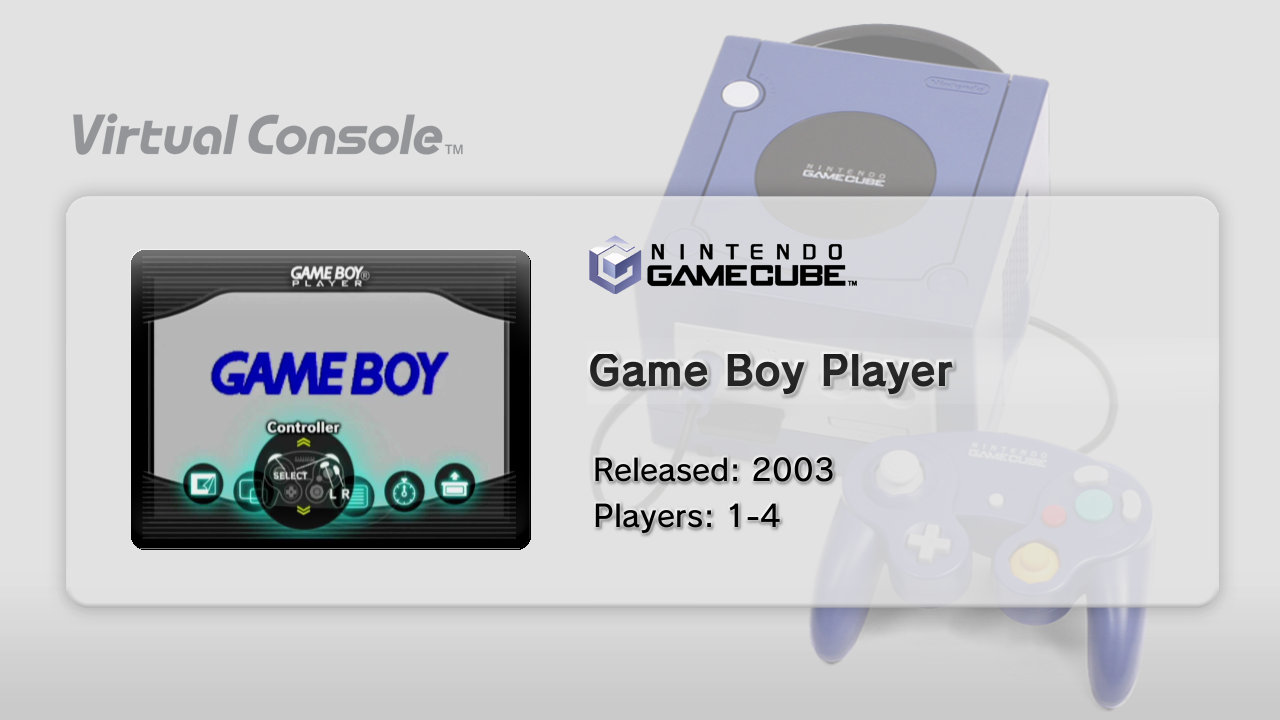 Nintendo
NINTENDO
GAMECUBE
Virtual Console™
GAME BOY®
PLAYER
NINTENDO
GAMECUBE™
GAME BOY
Game Boy Player
Controller
SELECT
L R
Released: 2003
Players: 1-4
NINTENDO
GAMECUBE